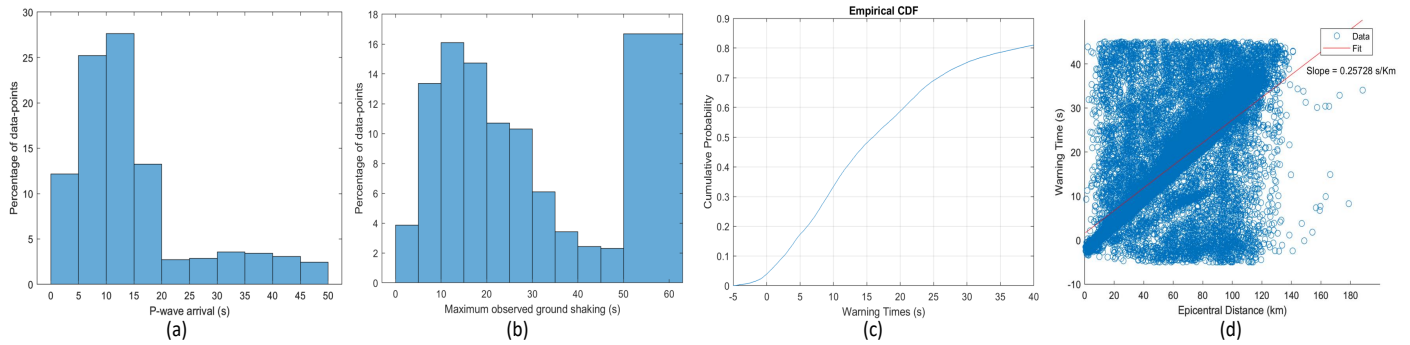 30
25
20
15
10
5
0
0 5 10 15 20 25 30 35 40 45 50
Percentage of data-points
P-wave arrival (s)
(a)
18
16
14
12
10
8
6
4
2
0
0 10 20 30 40 50 60
Percentage of data-points
Maximum observed ground shaking (s)
(b)
Empirical CDF
0.9
0.8
0.7
0.6
0.5
0.4
0.3
0.2
0.1
0
-5 0 5 10 15 20 25 30 35 40
Cumulative Probability
Warning Times (s)
(c)
Data
Fit
Slope = 0.25728 s/Km
40
30
20
10
0
-10
0 20 40 60 80 100 120 140 160 180
Warning Time (s)
Epicentral Distance (km)
(d)